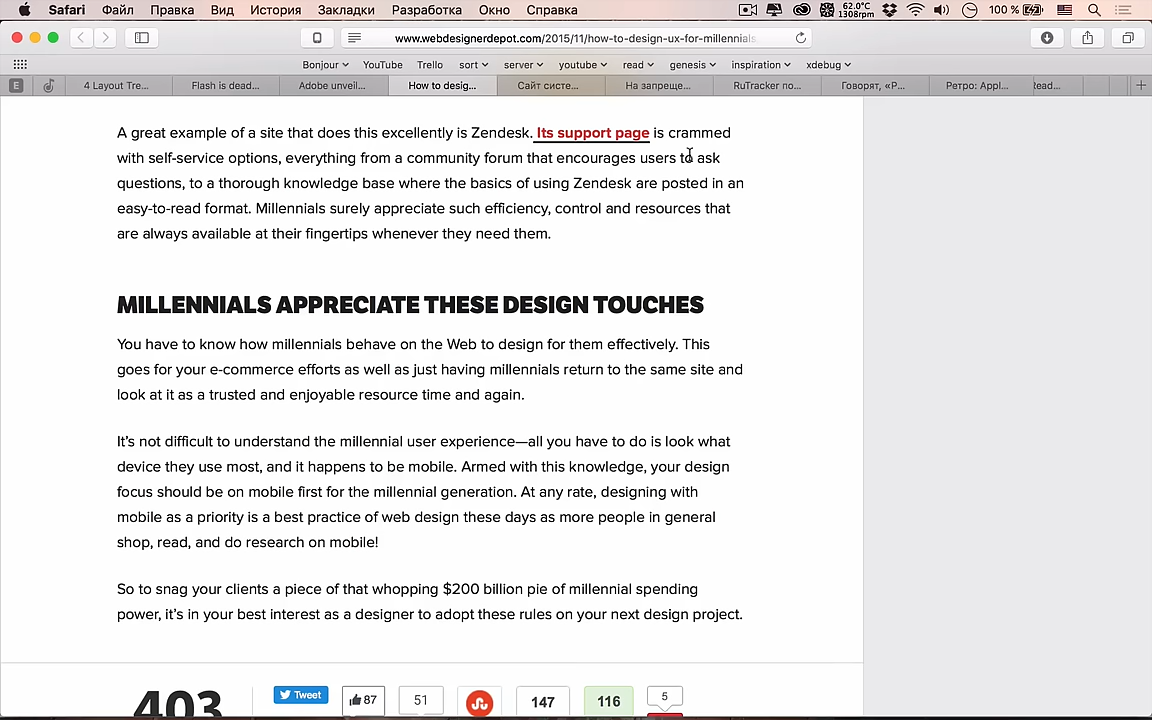 Safari Файл Правка Вид История Закладки Разработка Окно Справка 62.0°C 1308rpm 100 %
www.webdesignerdepot.com/2015/11/how-to-design-ux-for-millennials
Bonjour YouTube Trello sort server youtube read genesis inspiration xdebug
E 4 Layout Tre... Flash is dead... Adobe unveil... How to desig... Сайт систе... На запреще... RuTracker по... Говорят, «Р... Ретро: Appl... Read...
A great example of a site that does this excellently is Zendesk. Its support page is crammed
with self-service options, everything from a community forum that encourages users to ask
questions, to a thorough knowledge base where the basics of using Zendesk are posted in an
easy-to-read format. Millennials surely appreciate such efficiency, control and resources that
are always available at their fingertips whenever they need them.
MILLENNIALS APPRECIATE THESE DESIGN TOUCHES
You have to know how millennials behave on the Web to design for them effectively. This
goes for your e-commerce efforts as well as just having millennials return to the same site and
look at it as a trusted and enjoyable resource time and again.
It's not difficult to understand the millennial user experience—all you have to do is look what
device they use most, and it happens to be mobile. Armed with this knowledge, your design
focus should be on mobile first for the millennial generation. At any rate, designing with
mobile as a priority is a best practice of web design these days as more people in general
shop, read, and do research on mobile!
So to snag your clients a piece of that whopping $200 billion pie of millennial spending
power, it's in your best interest as a designer to adopt these rules on your next design project.
403 Tweet 87 51 147 116 5